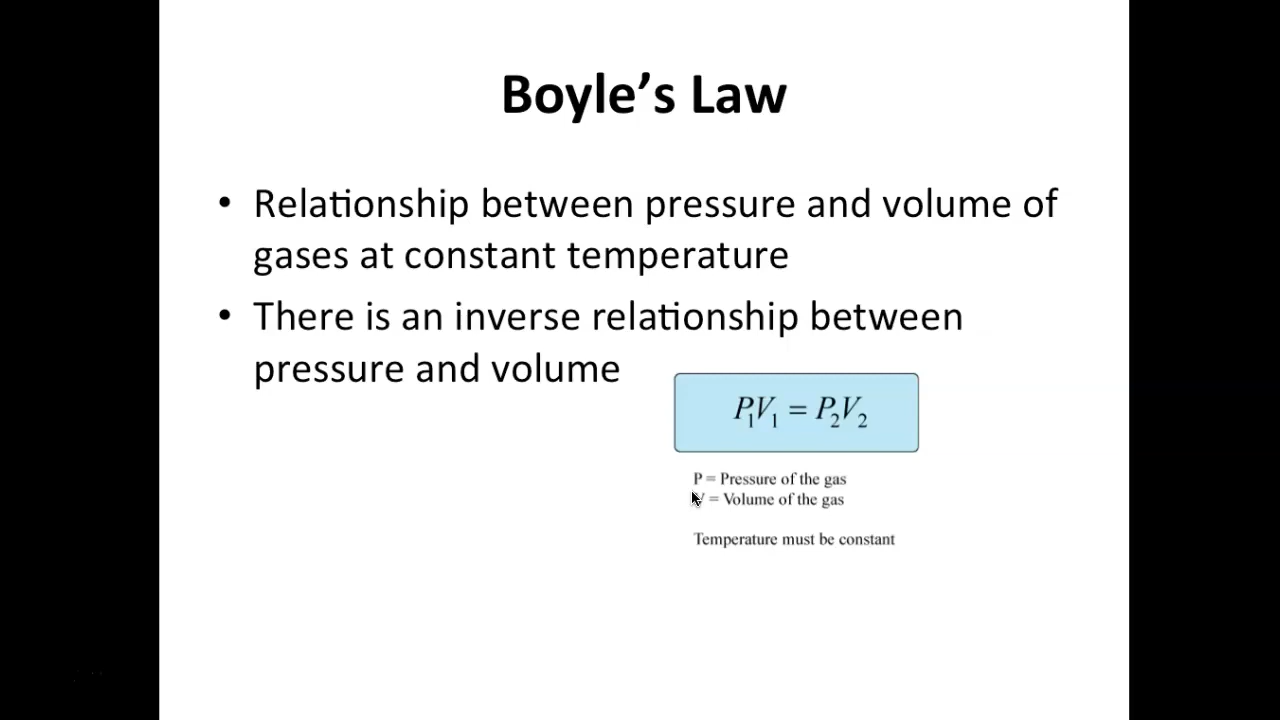 Boyle’s Law
• Relationship between pressure and volume of
gases at constant temperature
• There is an inverse relationship between
pressure and volume
P₁V₁ = P₂V₂
P = Pressure of the gas
V = Volume of the gas
Temperature must be constant